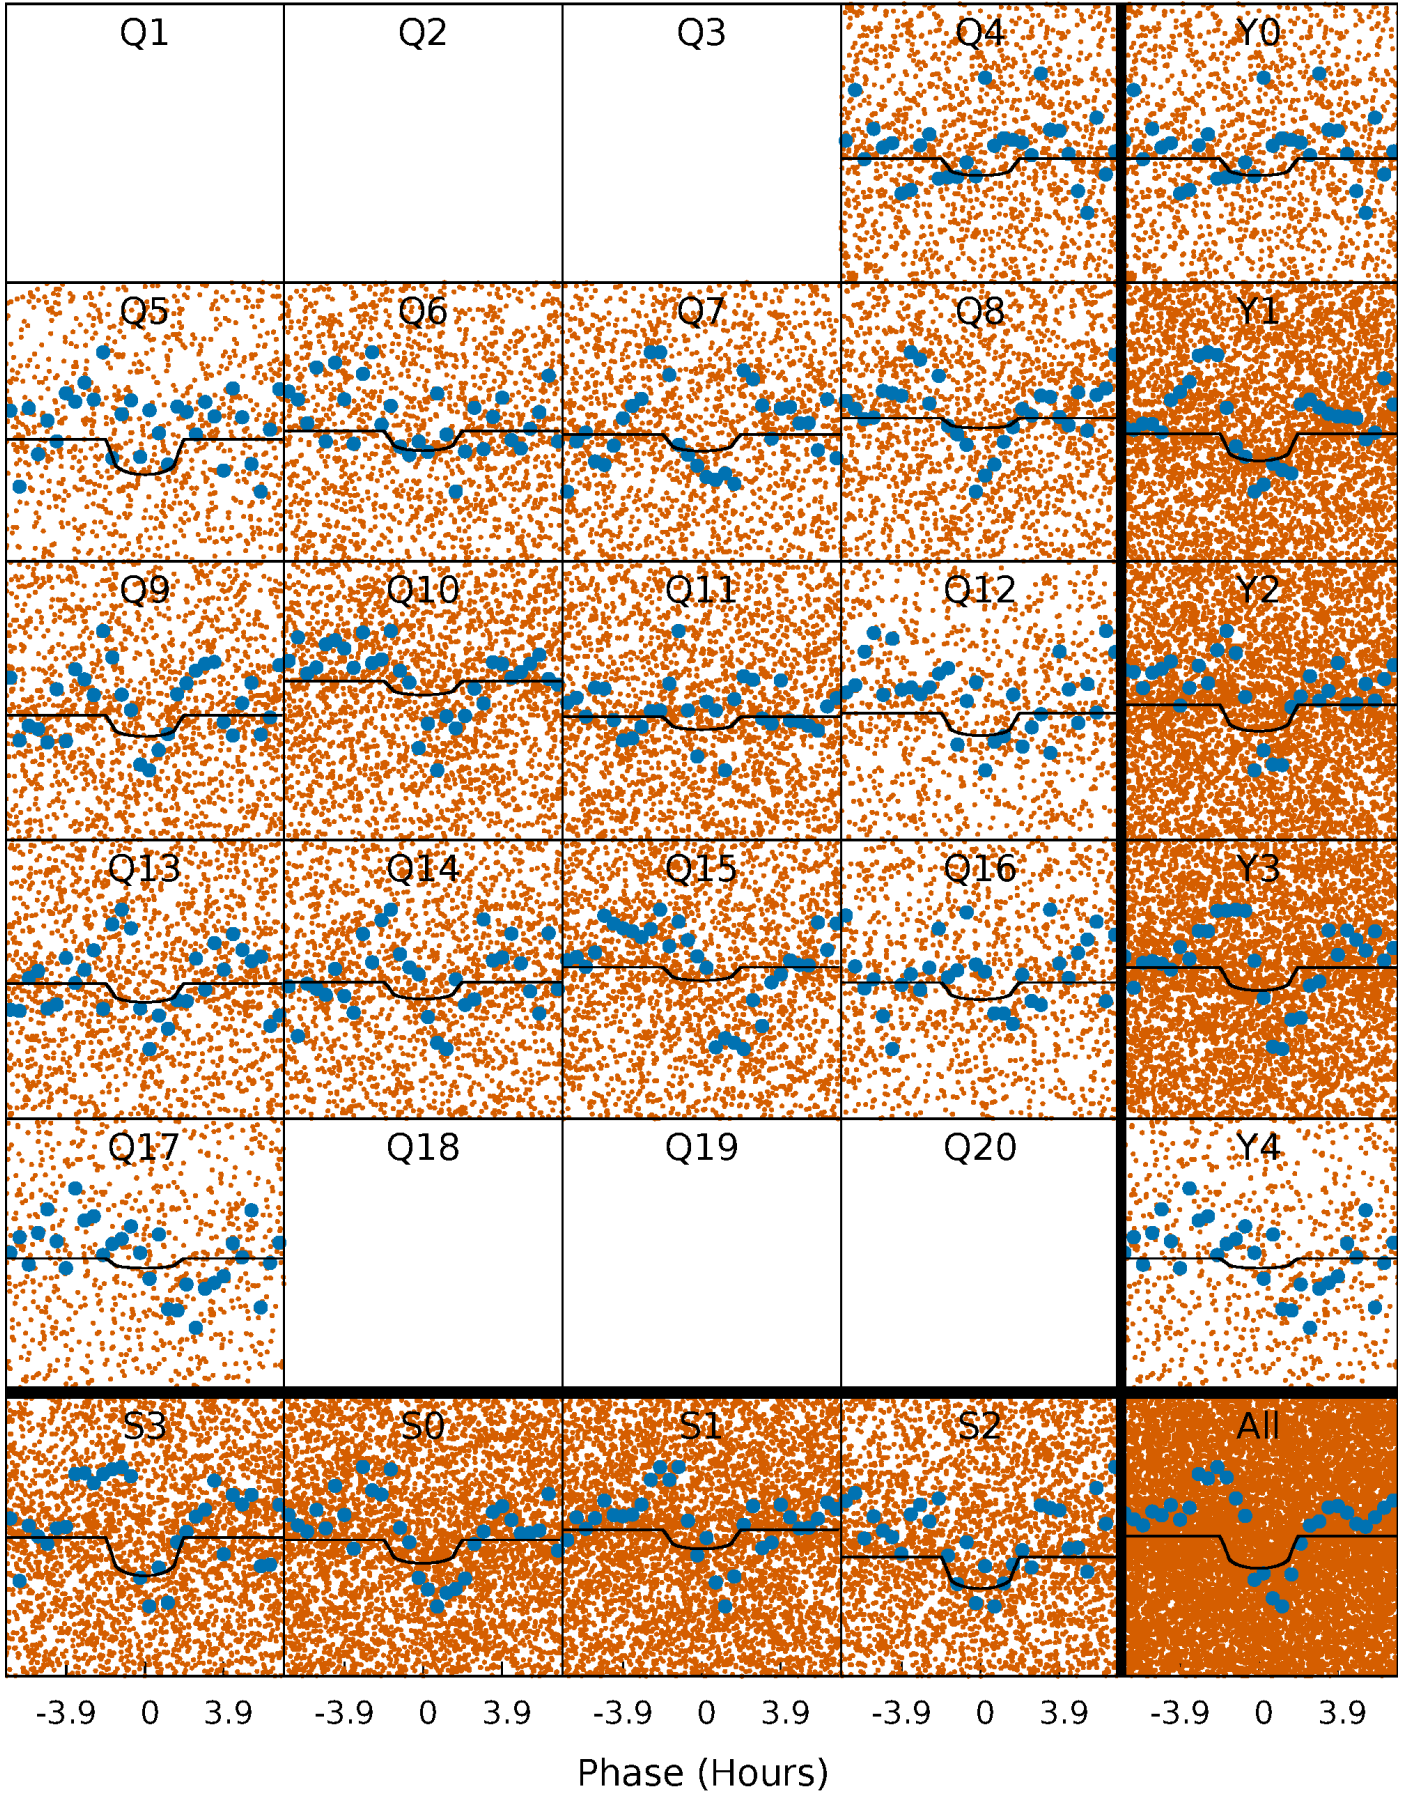 Q1 Q2 Q3 Q4 Y0
Q5 Q6 Q7 Q8 Y1
Q9 Q10 Q11 Q12 Y2
Q13 Q14 Q15 Q16 Y3
Q17 Q18 Q19 Q20 Y4
S3 S0 S1 S2 All
-3.9 0 3.9 -3.9 0 3.9 -3.9 0 3.9 -3.9 0 3.9 -3.9 0 3.9
Phase (Hours)